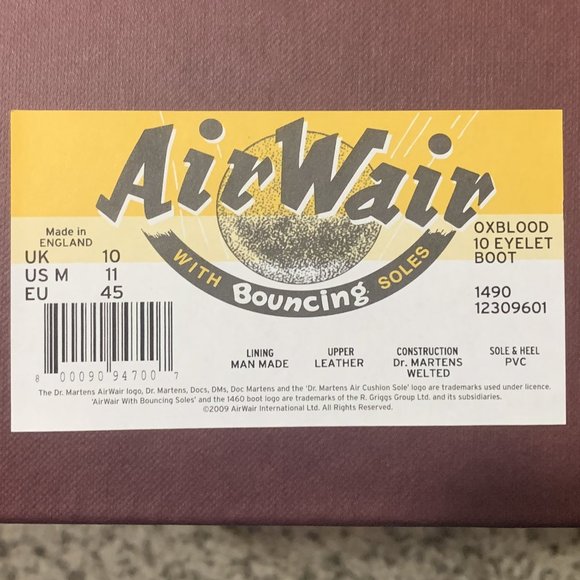 AirWair
WITH Bouncing SOLES
Made in
ENGLAND
UK 10
US M 11
EU 45
OXBLOOD
10 EYELET
BOOT
1490
12309601
8 00090 94700 7
LINING
MAN MADE
UPPER
LEATHER
CONSTRUCTION
Dr. MARTENS
WELTED
SOLE & HEEL
PVC
The Dr. Martens AirWair logo, Dr. Martens, Docs, DMs, Doc Martens and the 'Dr. Martens Air Cushion Sole' logo are trademarks used under licence.
'AirWair With Bouncing Soles' and the 1460 boot logo are trademarks of the R. Griggs Group Ltd. and its subsidiaries.
©2009 AirWair International Ltd. All Rights Reserved.